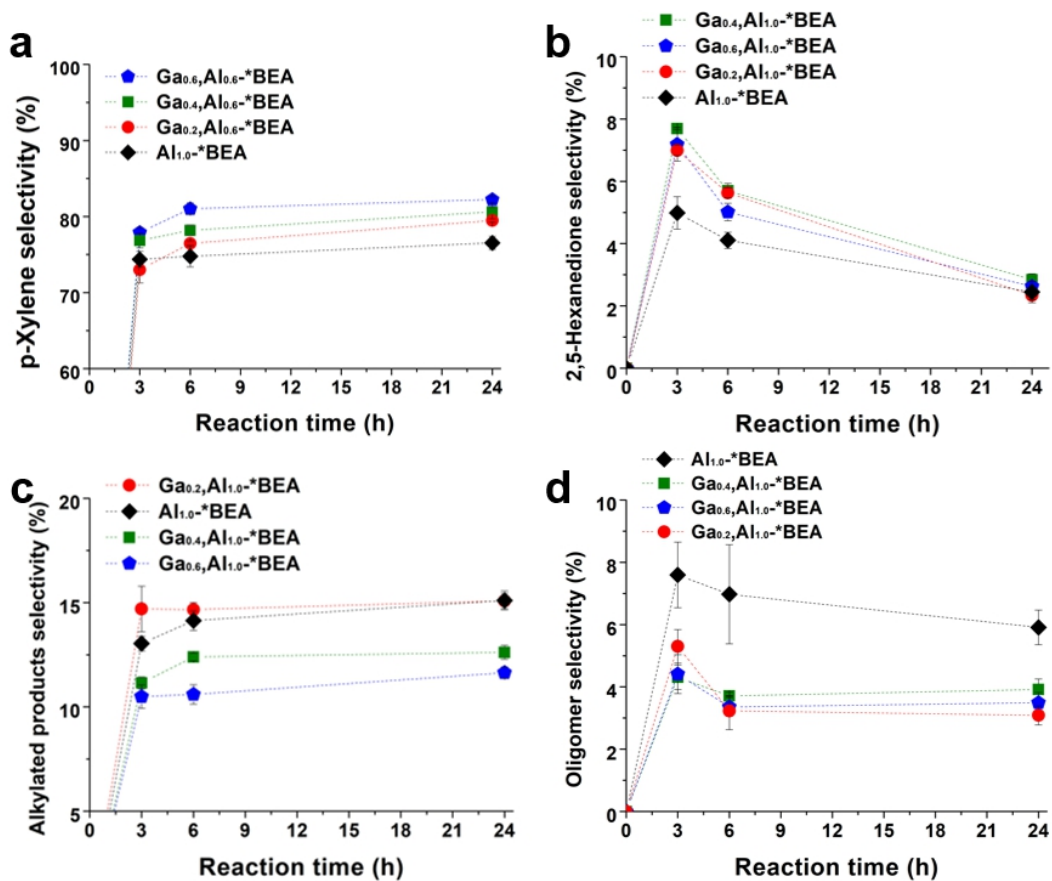 a
p-Xylene selectivity (%)
Ga0.6,Al0.6-*BEA
Ga0.4,Al0.6-*BEA
Ga0.2,Al0.6-*BEA
Al1.0-*BEA
100
90
80
70
60
0 3 6 9 12 15 18 21 24
Reaction time (h)
b
2,5-Hexanedione selectivity (%)
Ga0.4,Al1.0-*BEA
Ga0.6,Al1.0-*BEA
Ga0.2,Al1.0-*BEA
Al1.0-*BEA
10
8
6
4
2
0
0 3 6 9 12 15 18 21 24
Reaction time (h)
c
Alkylated products selectivity (%)
Ga0.2,Al1.0-*BEA
Al1.0-*BEA
Ga0.4,Al1.0-*BEA
Ga0.6,Al1.0-*BEA
20
15
10
5
0 3 6 9 12 15 18 21 24
Reaction time (h)
d
Oligomer selectivity (%)
Al1.0-*BEA
Ga0.4,Al1.0-*BEA
Ga0.6,Al1.0-*BEA
Ga0.2,Al1.0-*BEA
10
8
6
4
2
0
0 3 6 9 12 15 18 21 24
Reaction time (h)